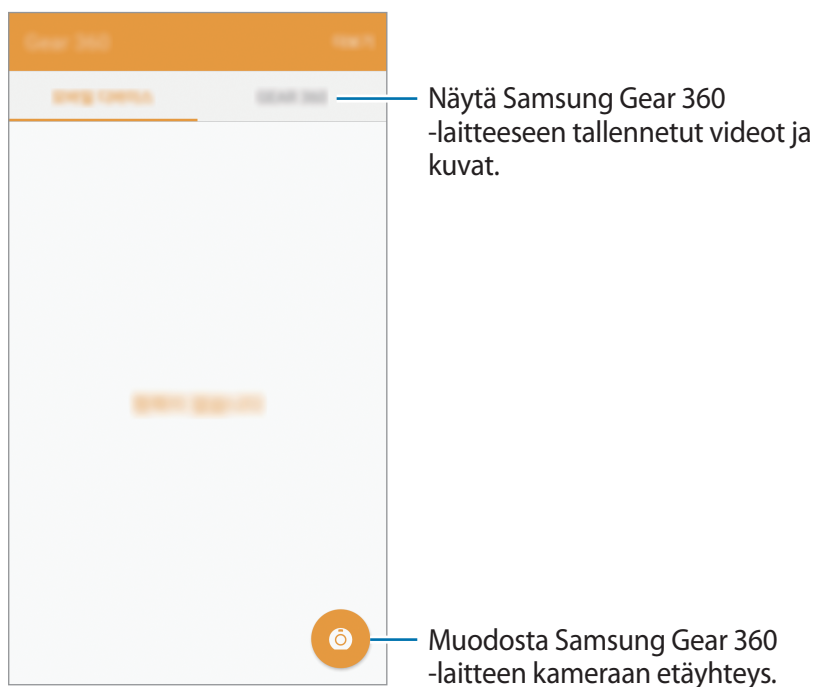 Gear 360
GEAR 360
Näytä Samsung Gear 360
-laitteeseen tallennetut videot ja
kuvat.
Muodosta Samsung Gear 360
-laitteen kameraan etäyhteys.